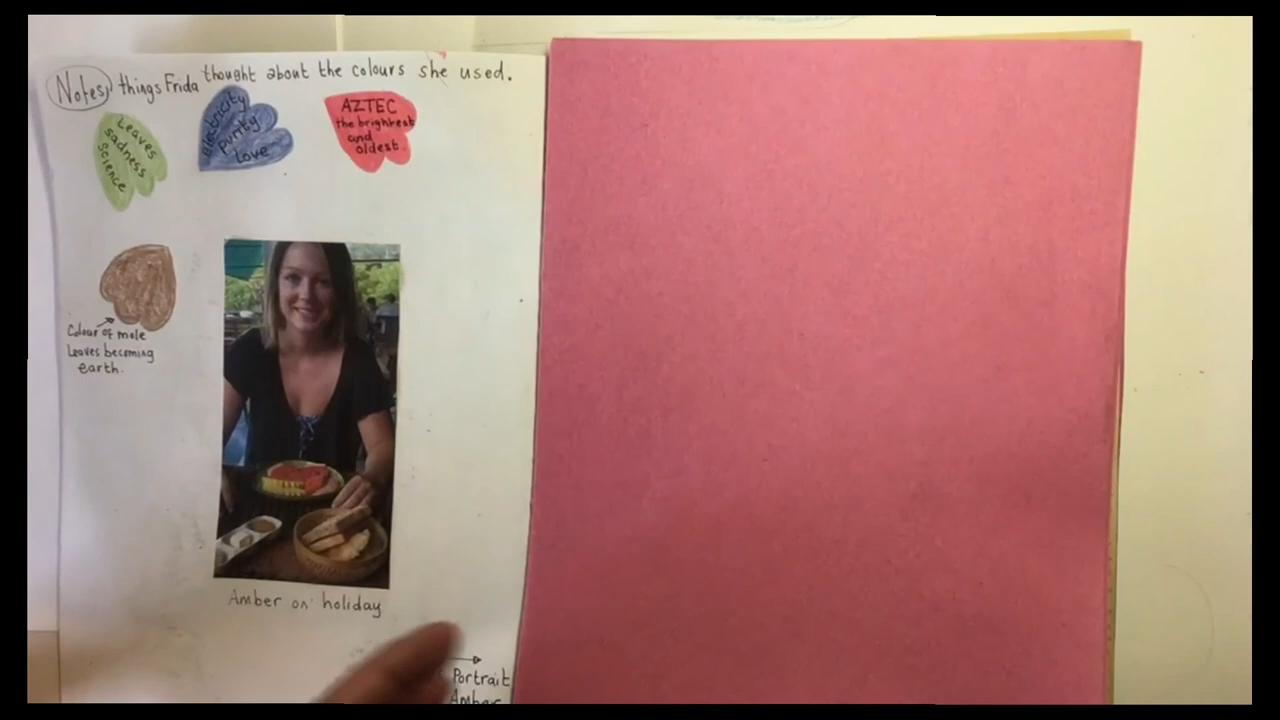 Notes, things Frida thought about the colours she used.
Leaves
sadness
Science
Electricity
Purity
Love
AZTEC
the brightest
and
oldest.
Colour of mole
Leaves becoming
earth.
Amber on holiday
Portrait
Amber